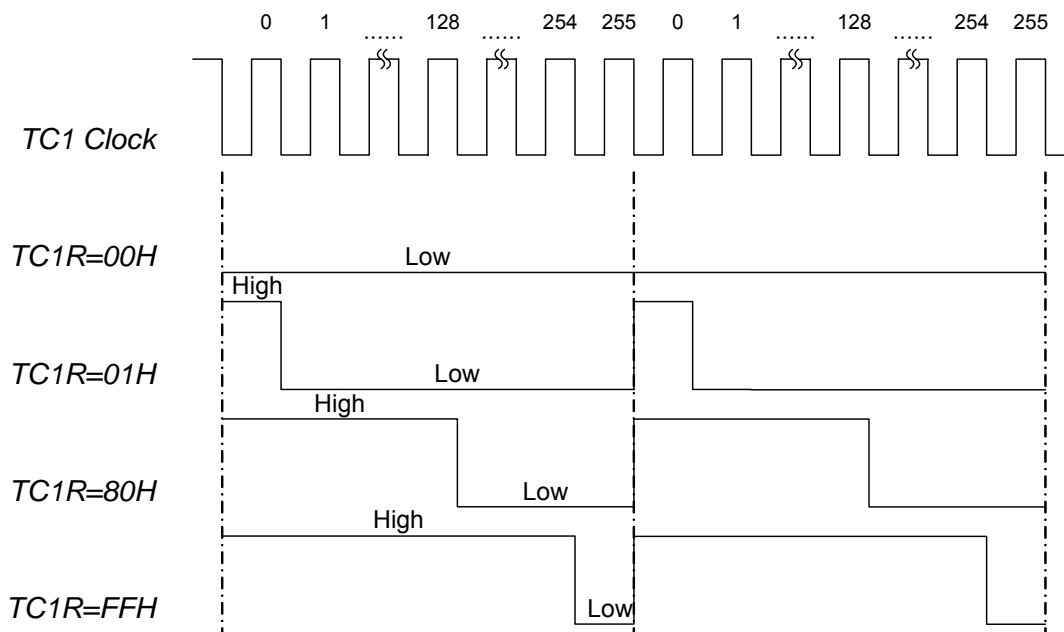 0 1 ...... 128 ...... 254 255 0 1 ...... 128 ...... 254 255
TC1 Clock
TC1R=00H
Low
High
TC1R=01H
Low
High
TC1R=80H
Low
High
TC1R=FFH
Low